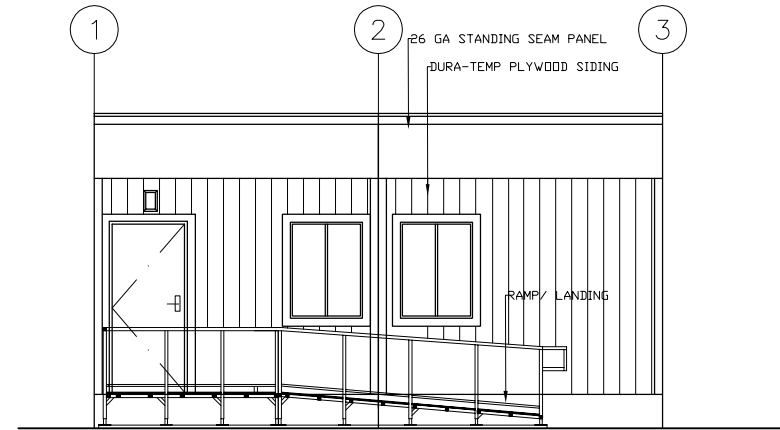 1
2
3
26 GA STANDING SEAM PANEL
DURA-TEMP PLYWOOD SIDING
RAMP/ LANDING